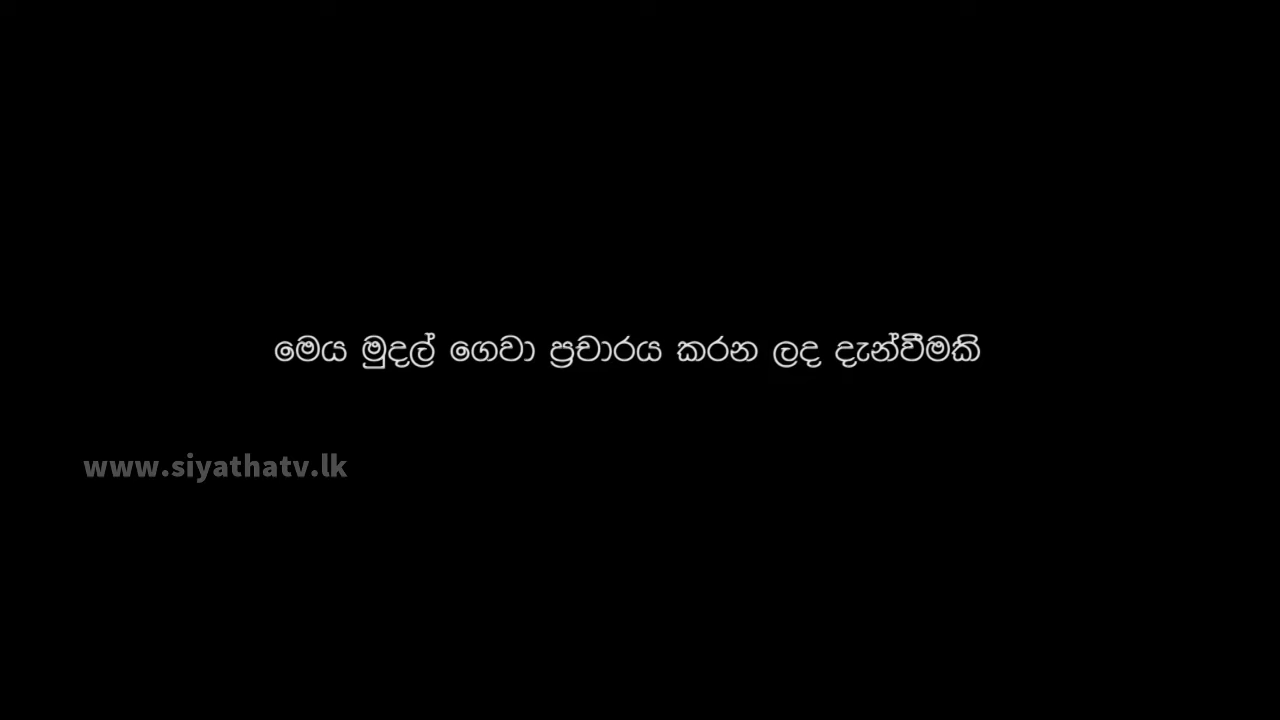 මෙය මුදල් ගෙවා ප්‍රචාරය කරන ලද දැන්වීමකි
www.siyathatv.lk